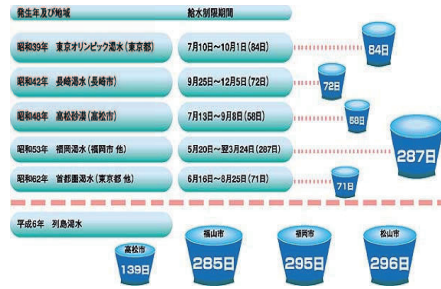 発生年及び地域 給水制限期間
昭和39年 東京オリンピック渇水(東京都) 7月10日～10月1日(84日) 84日
昭和42年 長崎渇水(長崎市) 9月25日～12月5日(72日) 72日
昭和48年 高松砂漠(高松市) 7月13日～9月8日(58日) 58日
昭和53年 福岡渇水(福岡市 他) 5月20日～翌3月24日(287日) 287日
昭和62年 首都圏渇水(東京都 他) 6月16日～8月25日(71日) 71日
平成6年 列島渇水
高松市 福山市 福岡市 松山市
139日 285日 295日 296日